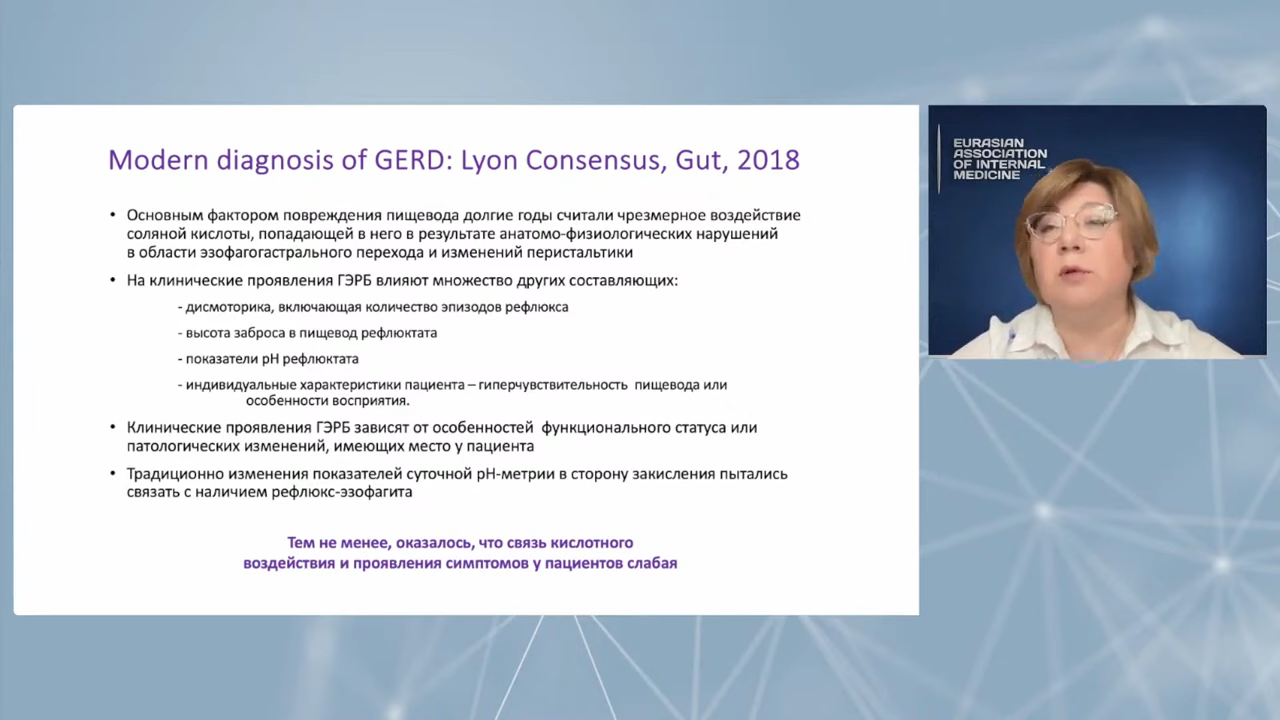 Modern diagnosis of GERD: Lyon Consensus, Gut, 2018
• Основным фактором повреждения пищевода долгие годы считали чрезмерное воздействие
соляной кислоты, попадающей в него в результате анатомо-физиологических нарушений
в области эзофагогастрального перехода и изменений перистальтики
• На клинические проявления ГЭРБ влияют множество других составляющих:
- дисмоторика, включающая количество эпизодов рефлюкса
- высота заброса в пищевод рефлюктата
- показатели pH рефлюктата
- индивидуальные характеристики пациента – гиперчувствительность пищевода или
особенности восприятия.
• Клинические проявления ГЭРБ зависят от особенностей функционального статуса или
патологических изменений, имеющих место у пациента
• Традиционно изменения показателей суточной pH-метрии в сторону закисления пытались
связать с наличием рефлюкс-эзофагита
Тем не менее, оказалось, что связь кислотного
воздействия и проявления симптомов у пациентов слабая
EURASIAN
ASSOCIATION
OF INTERNAL
MEDICINE